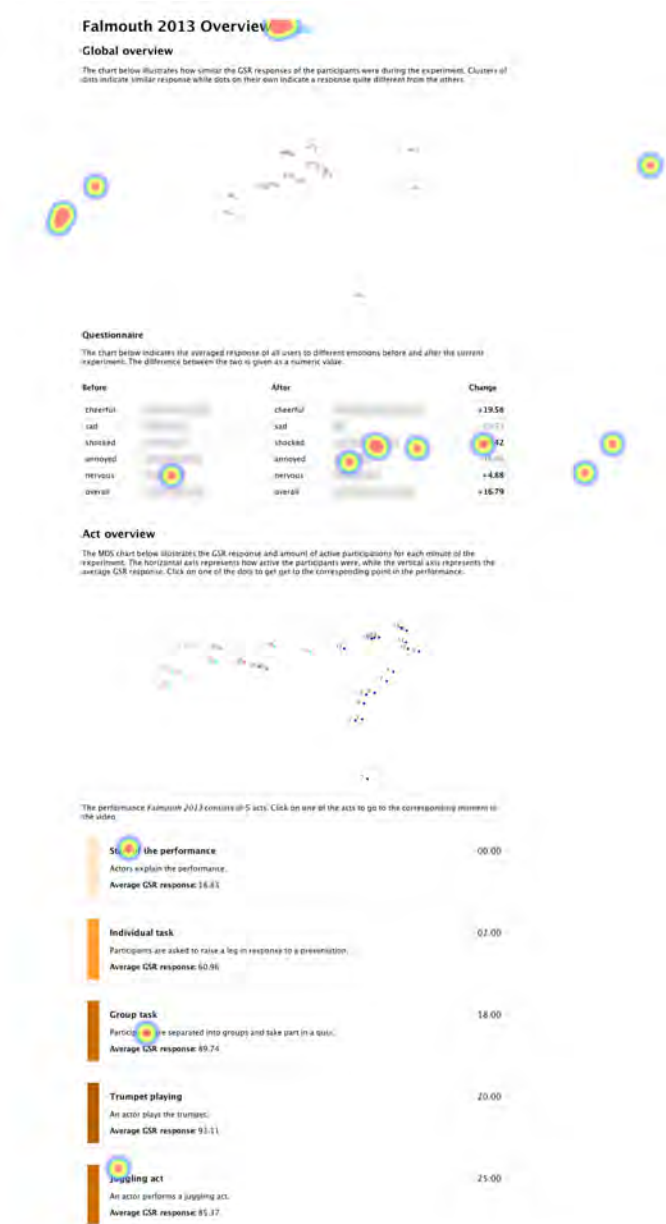 Falmouth 2013 Overview
Global overview
The chart below illustrates how similar the GSR responses of the participants were during the experiment. Clusters of
dots indicate similar response while dots on their own indicate a response quite different from the others.
Questionnaire
The chart below indicates the averaged response of all users to different emotions before and after the current
experiment. The difference between the two is given as a numeric value.
Before After Change
cheerful cheerful +19.58
sad sad
shocked shocked 42
annoyed annoyed
nervous nervous +4.88
overall overall +16.79
Act overview
The MDS chart below illustrates the GSR response and amount of active participations for each minute of the
experiment. The horizontal axis represents how active the participants were, while the vertical axis represents the
average GSR response. Click on one of the dots to get get to the corresponding point in the performance.
The performance Falmouth 2013 consists of 5 acts. Click on one of the acts to go to the corresponding moment in
the video.
the performance 00:00
Actors explain the performance.
Average GSR response:
Individual task 02:00
Participants are asked to raise a leg in response to a presentation.
Average GSR response: 60.96
Group task 18:00
separated into groups and take part in a quiz.
Average GSR response: 89.74
Trumpet playing 20:00
An actor plays the trumpet.
Average GSR response: 93.11
Juggling act 25:00
An actor performs a juggling act.
Average GSR response: 85.37